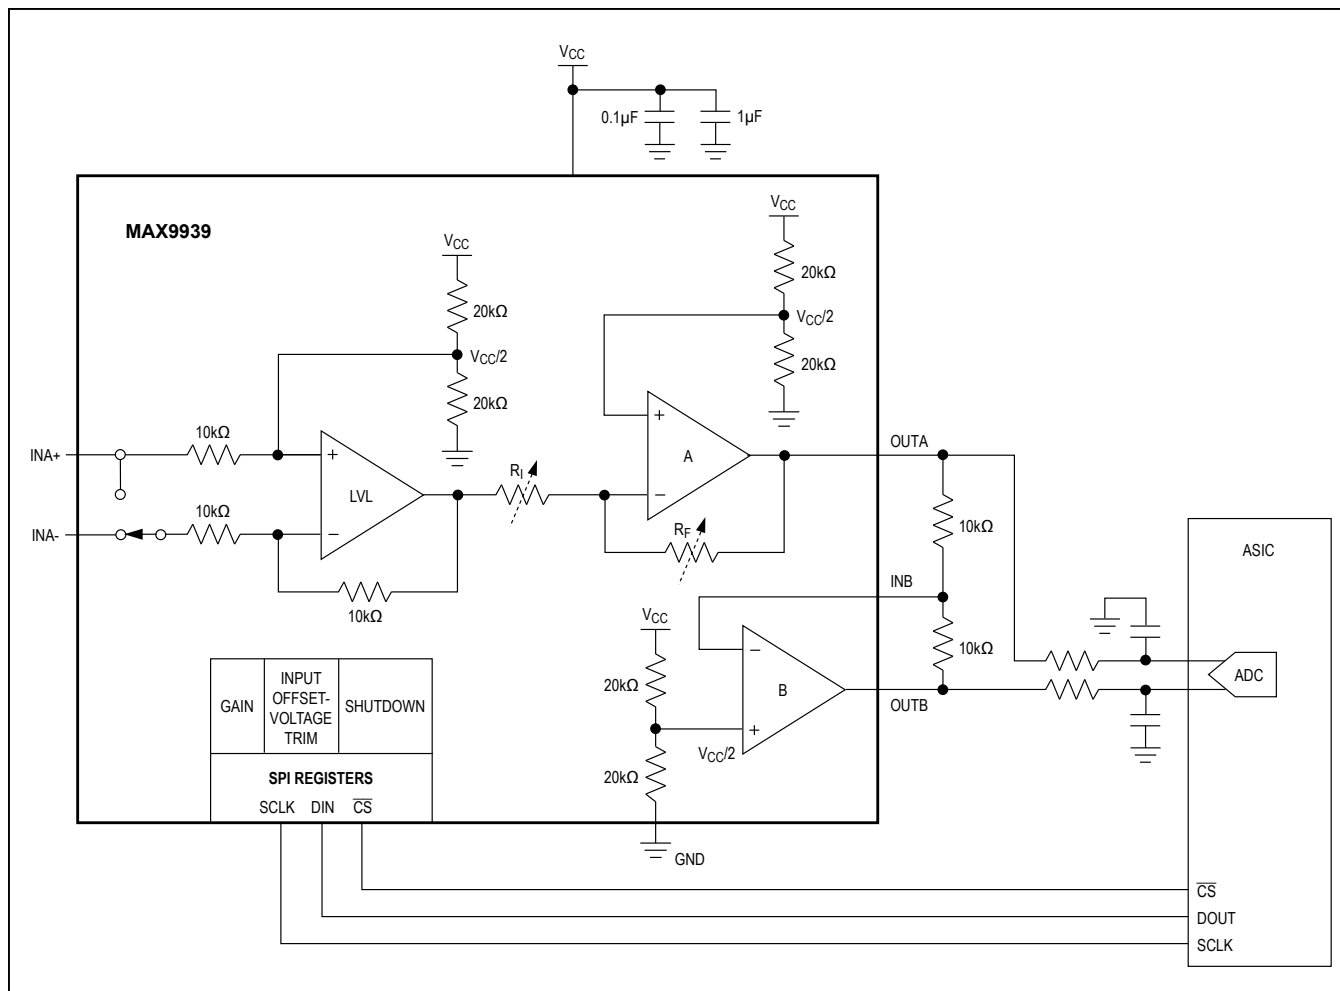 VCC
0.1µF
1µF
MAX9939
VCC
20kΩ
VCC/2
20kΩ
VCC
20kΩ
VCC/2
20kΩ
INA+
10kΩ
INA-
10kΩ
+
LVL
−
10kΩ
RI
+
A
−
RF
OUTA
10kΩ
INB
10kΩ
OUTB
VCC
20kΩ
VCC/2
20kΩ
−
B
+
GND
GAIN
INPUT
OFFSET-
VOLTAGE
TRIM
SHUTDOWN
SPI REGISTERS
SCLK DIN C̅S̅
ASIC
ADC
C̅S̅
DOUT
SCLK